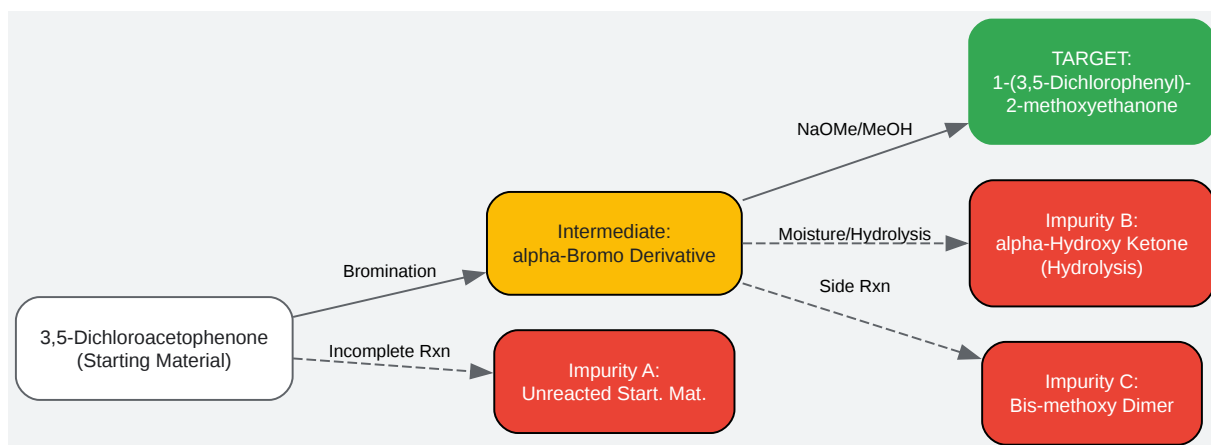 TARGET:
1-(3,5-Dichlorophenyl)-
2-methoxyethanone
NaOMe/MeOH
Intermediate:
alpha-Bromo Derivative
Moisture/Hydrolysis
Impurity B:
alpha-Hydroxy Ketone
(Hydrolysis)
Bromination
Side Rxn
3,5-Dichloroacetophenone
(Starting Material)
Incomplete Rxn
Impurity A:
Unreacted Start. Mat.
Impurity C:
Bis-methoxy Dimer